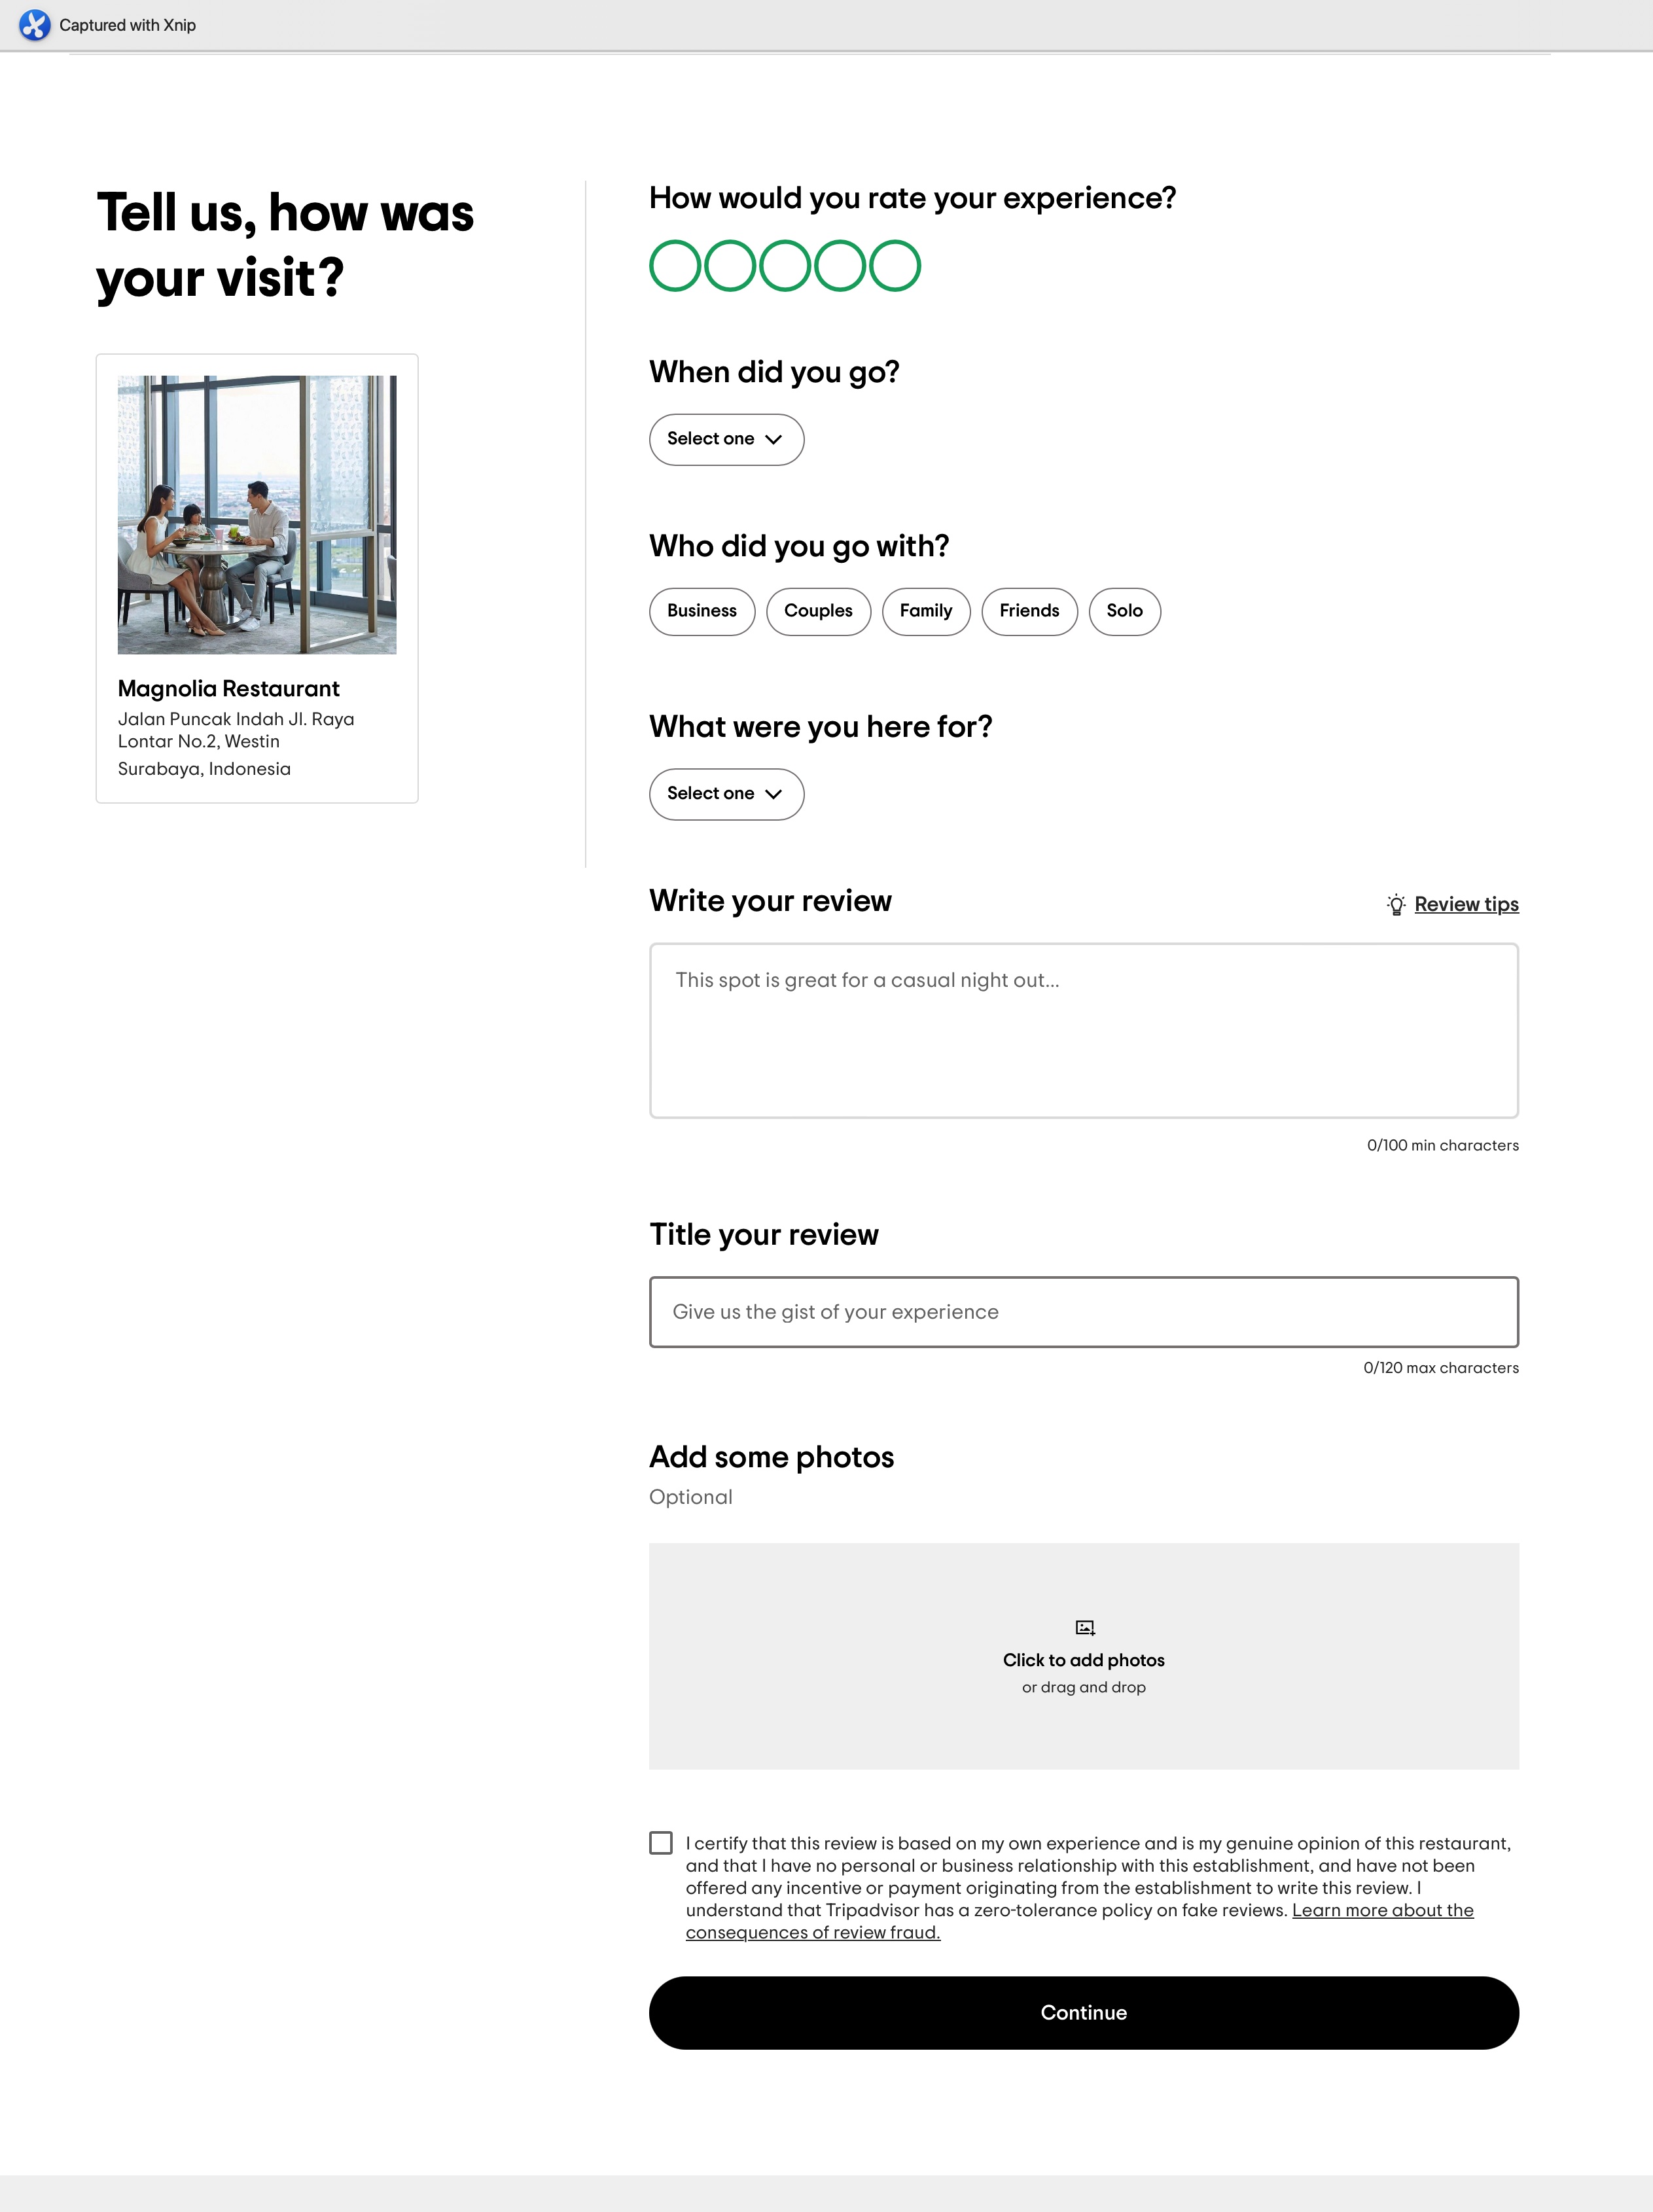 Captured with Xnip
Tell us, how was
your visit?
Magnolia Restaurant
Jalan Puncak Indah Jl. Raya
Lontar No.2, Westin
Surabaya, Indonesia
How would you rate your experience?
When did you go?
Select one
Who did you go with?
Business Couples Family Friends Solo
What were you here for?
Select one
Write your review
Review tips
This spot is great for a casual night out...
0/100 min characters
Title your review
Give us the gist of your experience
0/120 max characters
Add some photos
Optional
Click to add photos
or drag and drop
I certify that this review is based on my own experience and is my genuine opinion of this restaurant,
and that I have no personal or business relationship with this establishment, and have not been
offered any incentive or payment originating from the establishment to write this review. I
understand that Tripadvisor has a zero-tolerance policy on fake reviews. Learn more about the
consequences of review fraud.
Continue